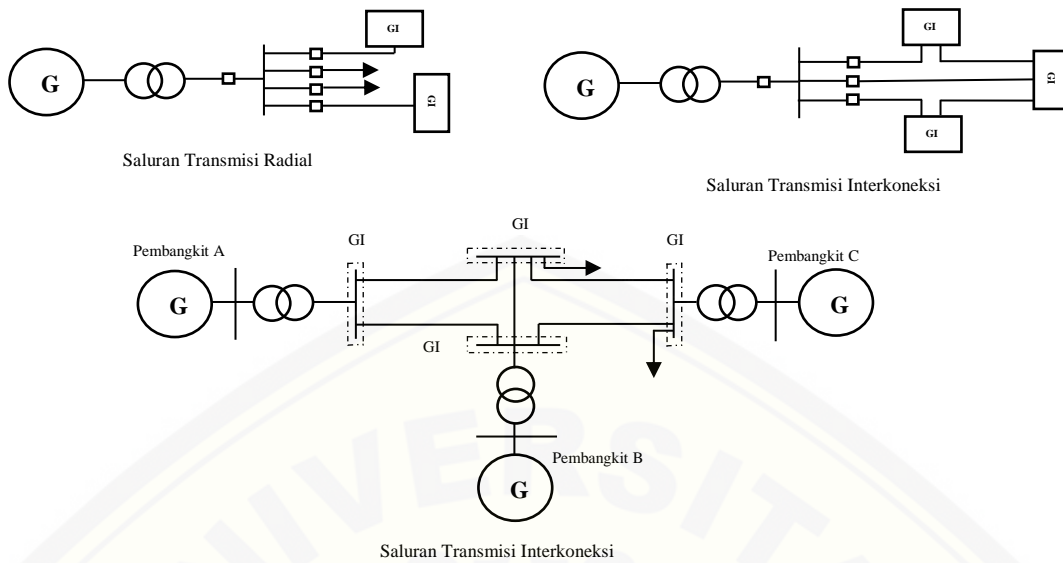 GI
G
GI
Saluran Transmisi Radial
GI
G
GI
GI
Saluran Transmisi Interkoneksi
Pembangkit A
GI
GI
GI
Pembangkit C
G
G
GI
Pembangkit B
G
Saluran Transmisi Interkoneksi
UNIVERSITA